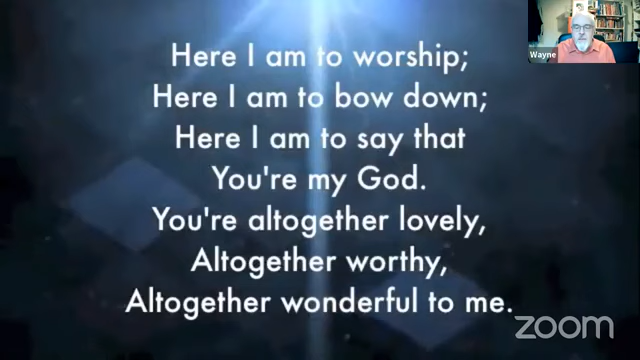 Here I am to worship;
Here I am to bow down;
Here I am to say that
You're my God.
You're altogether lovely,
Altogether worthy,
Altogether wonderful to me.
Wayne
zoom